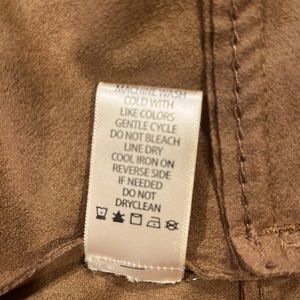 MACHINE WASH
COLD WITH
LIKE COLORS
GENTLE CYCLE
DO NOT BLEACH
LINE DRY
COOL IRON ON
REVERSE SIDE
IF NEEDED
DO NOT
DRYCLEAN